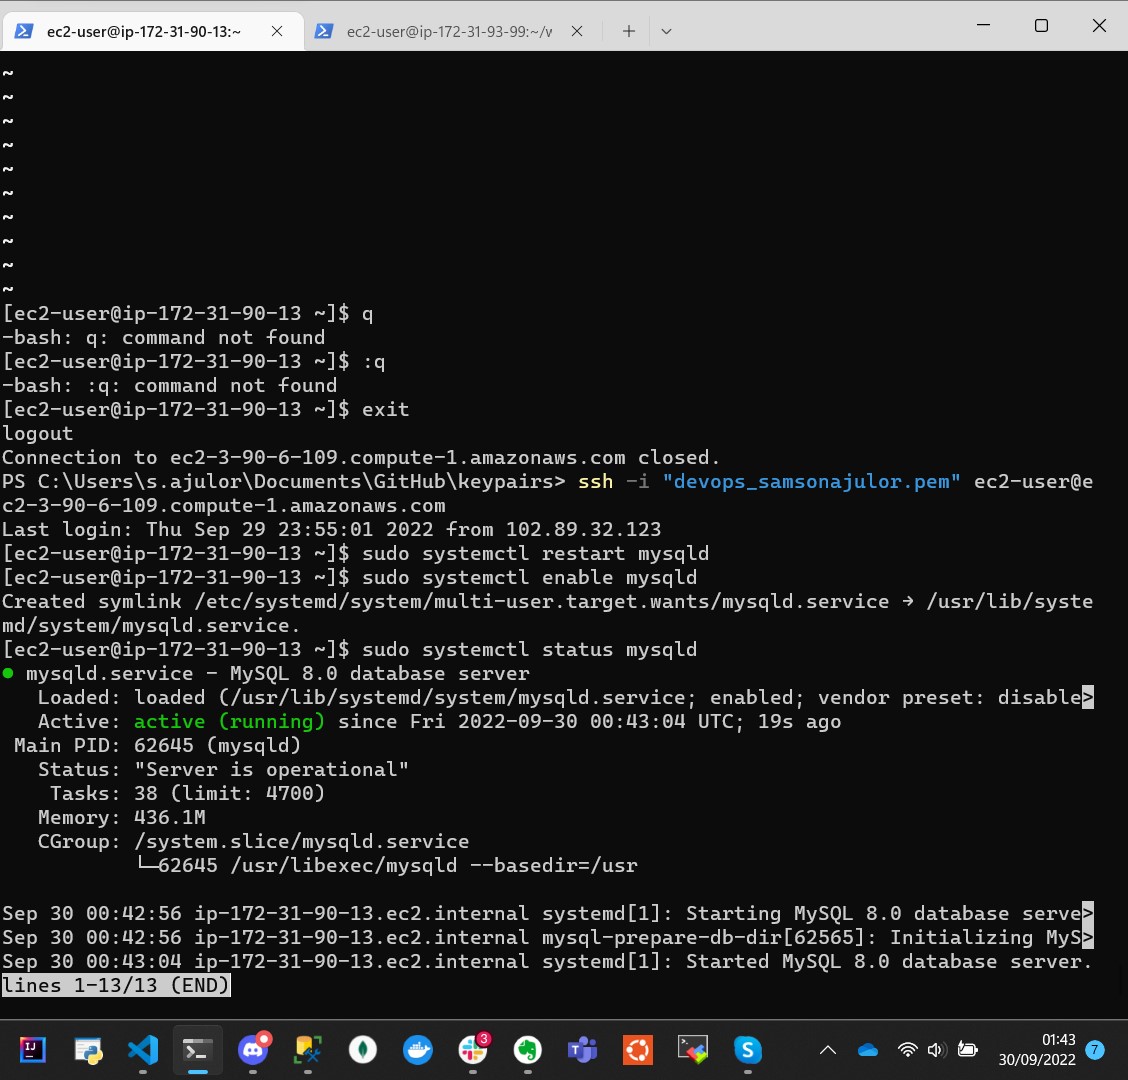 ec2-user@ip-172-31-90-13:~
ec2-user@ip-172-31-93-99:~/w
~
~
~
~
~
~
~
~
~
~
[ec2-user@ip-172-31-90-13 ~]$ q
-bash: q: command not found
[ec2-user@ip-172-31-90-13 ~]$ :q
-bash: :q: command not found
[ec2-user@ip-172-31-90-13 ~]$ exit
logout
Connection to ec2-3-90-6-109.compute-1.amazonaws.com closed.
PS C:\Users\s.ajulor\Documents\GitHub\keypairs> ssh -i "devops_samsonajulor.pem" ec2-user@e
c2-3-90-6-109.compute-1.amazonaws.com
Last login: Thu Sep 29 23:55:01 2022 from 102.89.32.123
[ec2-user@ip-172-31-90-13 ~]$ sudo systemctl restart mysqld
[ec2-user@ip-172-31-90-13 ~]$ sudo systemctl enable mysqld
Created symlink /etc/systemd/system/multi-user.target.wants/mysqld.service → /usr/lib/syste
md/system/mysqld.service.
[ec2-user@ip-172-31-90-13 ~]$ sudo systemctl status mysqld
● mysqld.service - MySQL 8.0 database server
Loaded: loaded (/usr/lib/systemd/system/mysqld.service; enabled; vendor preset: disable>
Active: active (running) since Fri 2022-09-30 00:43:04 UTC; 19s ago
Main PID: 62645 (mysqld)
Status: "Server is operational"
Tasks: 38 (limit: 4700)
Memory: 436.1M
CGroup: /system.slice/mysqld.service
└─62645 /usr/libexec/mysqld --basedir=/usr
Sep 30 00:42:56 ip-172-31-90-13.ec2.internal systemd[1]: Starting MySQL 8.0 database serve>
Sep 30 00:42:56 ip-172-31-90-13.ec2.internal mysql-prepare-db-dir[62565]: Initializing MyS>
Sep 30 00:43:04 ip-172-31-90-13.ec2.internal systemd[1]: Started MySQL 8.0 database server.
lines 1-13/13 (END)
IJ
3
S
01:43
30/09/2022
7